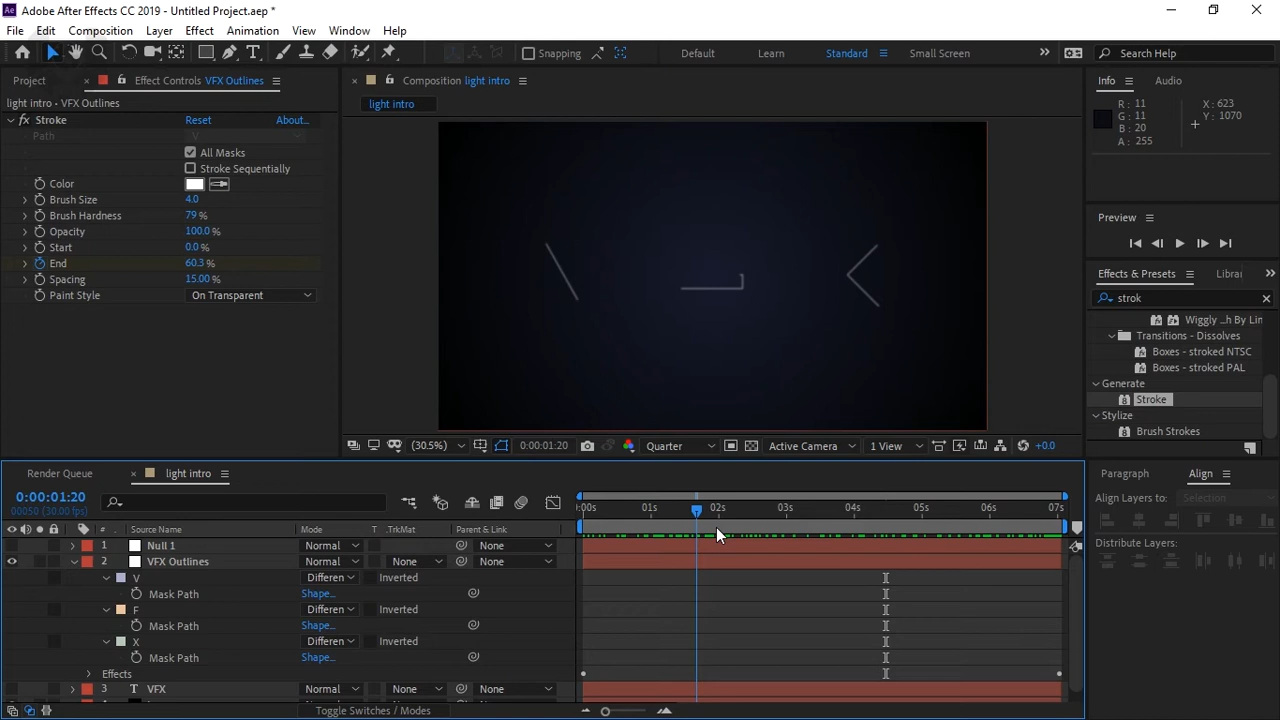 Adobe After Effects CC 2019 - Untitled Project.aep *
File Edit Composition Layer Effect Animation View Window Help
Snapping Default Learn Standard Small Screen Search Help
Project Effect Controls VFX Outlines Composition light intro Info Audio
light intro • VFX Outlines light intro
R: 11 X: 623
G: 11 Y: 1070
B: 20
A: 255
fx Stroke Reset About...
Path V
All Masks
Stroke Sequentially
Color
Brush Size 4.0
Brush Hardness 79 %
Opacity 100.0 %
Start 0.0 %
End 60.3 %
Spacing 15.00 %
Paint Style On Transparent
Preview
Effects & Presets Librar
strok
Wiggly ...h By Lin
Transitions - Dissolves
Boxes - stroked NTSC
Boxes - stroked PAL
Generate
Stroke
Stylize
Brush Strokes
(30.5%) 0:00:01:20 Quarter Active Camera 1 View +0.0
Render Queue light intro
0:00:01:20
00050 (30.00 fps)
:00s 01s 02s 03s 04s 05s 06s 07s
# Source Name Mode T .TrkMat Parent & Link
1 Null 1 Normal None
2 VFX Outlines Normal None None
V Differen Inverted
Mask Path Shape...
F Differen Inverted
Mask Path Shape...
X Differen Inverted
Mask Path Shape...
Effects
3 T VFX Normal None None
Toggle Switches / Modes
Paragraph Align
Align Layers to: Selection
Distribute Layers: